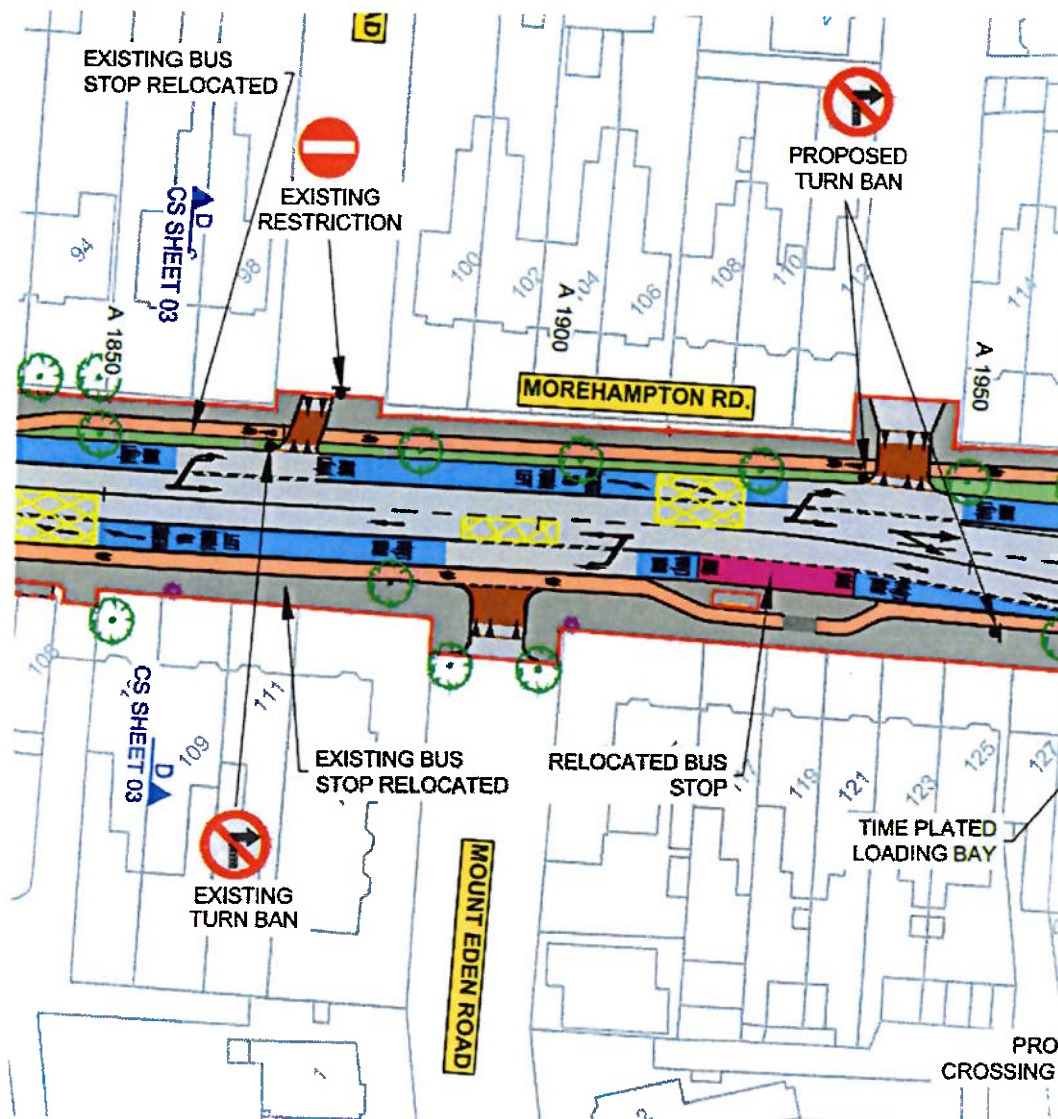 AD
EXISTING BUS
STOP RELOCATED
EXISTING
RESTRICTION
PROPOSED
TURN BAN
D
CS SHEET 03
94
98
100
102
104
106
108
110
112
114
A 1850
A 1900
A 1950
MOREHAMPTON RD.
108
109
111
D
CS SHEET 03
EXISTING BUS
STOP RELOCATED
RELOCATED BUS
STOP
117
119
121
123
125
127
TIME PLATED
LOADING BAY
EXISTING
TURN BAN
MOUNT EDEN ROAD
1
PRO
CROSSING